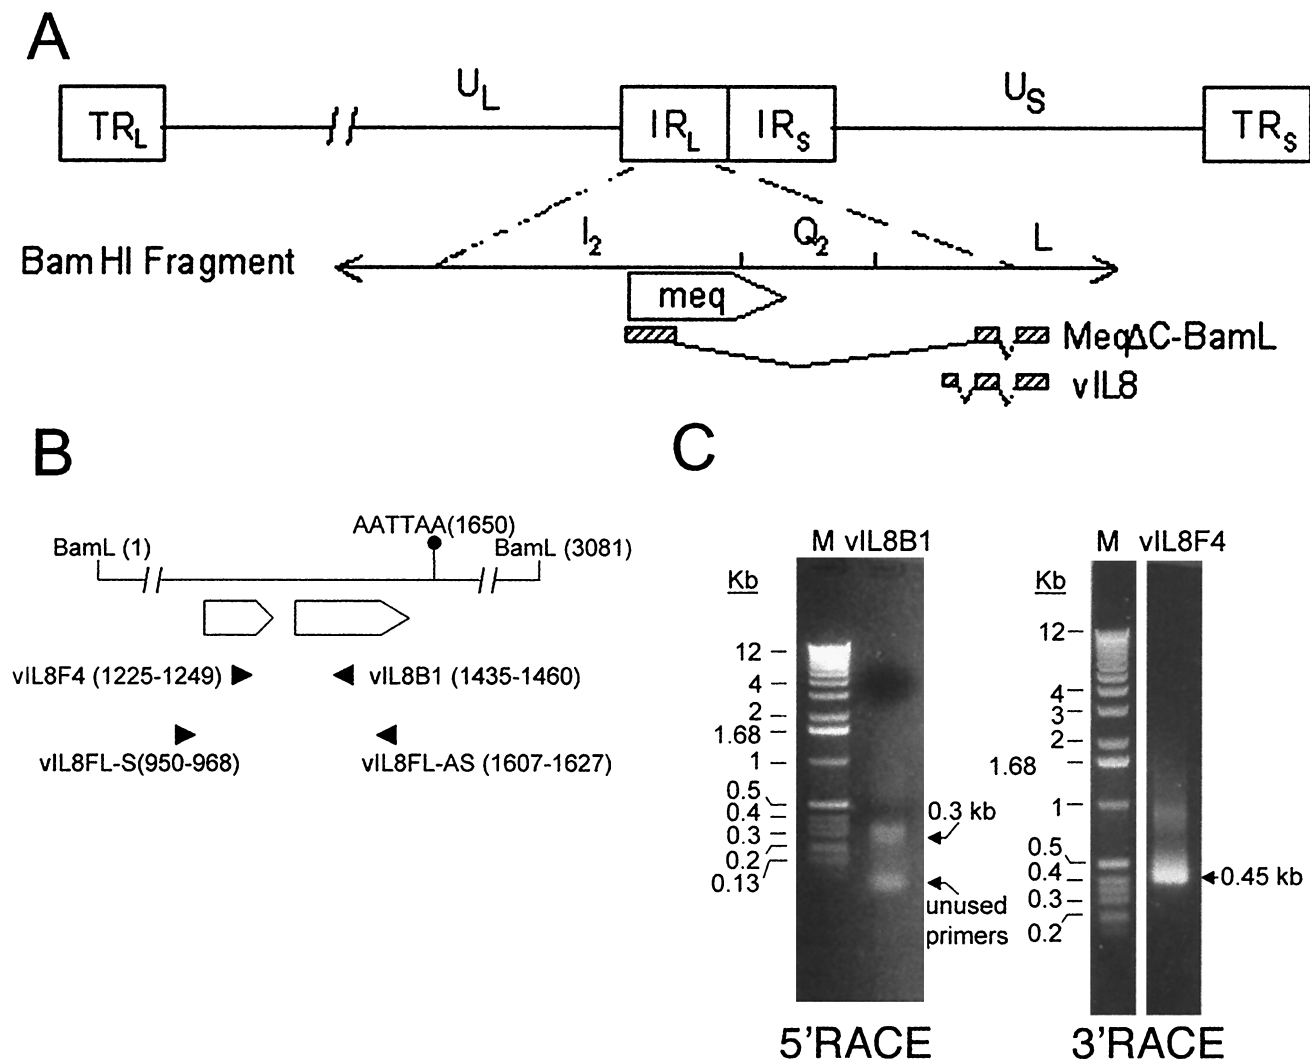 A
TRL
UL
IRL
IRS
US
TRS
BamHI Fragment
I2
Q2
L
meq
MeqΔC-BamL
vIL8
B
AATTAA(1650)
BamL (1)
BamL (3081)
vIL8F4 (1225-1249)
vIL8B1 (1435-1460)
vIL8FL-S(950-968)
vIL8FL-AS (1607-1627)
C
M vIL8B1
Kb
12
4
2
1.68
1
0.5
0.4
0.3
0.2
0.13
0.3 kb
unused
primers
5'RACE
M vIL8F4
Kb
12
4
3
2
1.68
1
0.5
0.4
0.3
0.2
0.45 kb
3'RACE